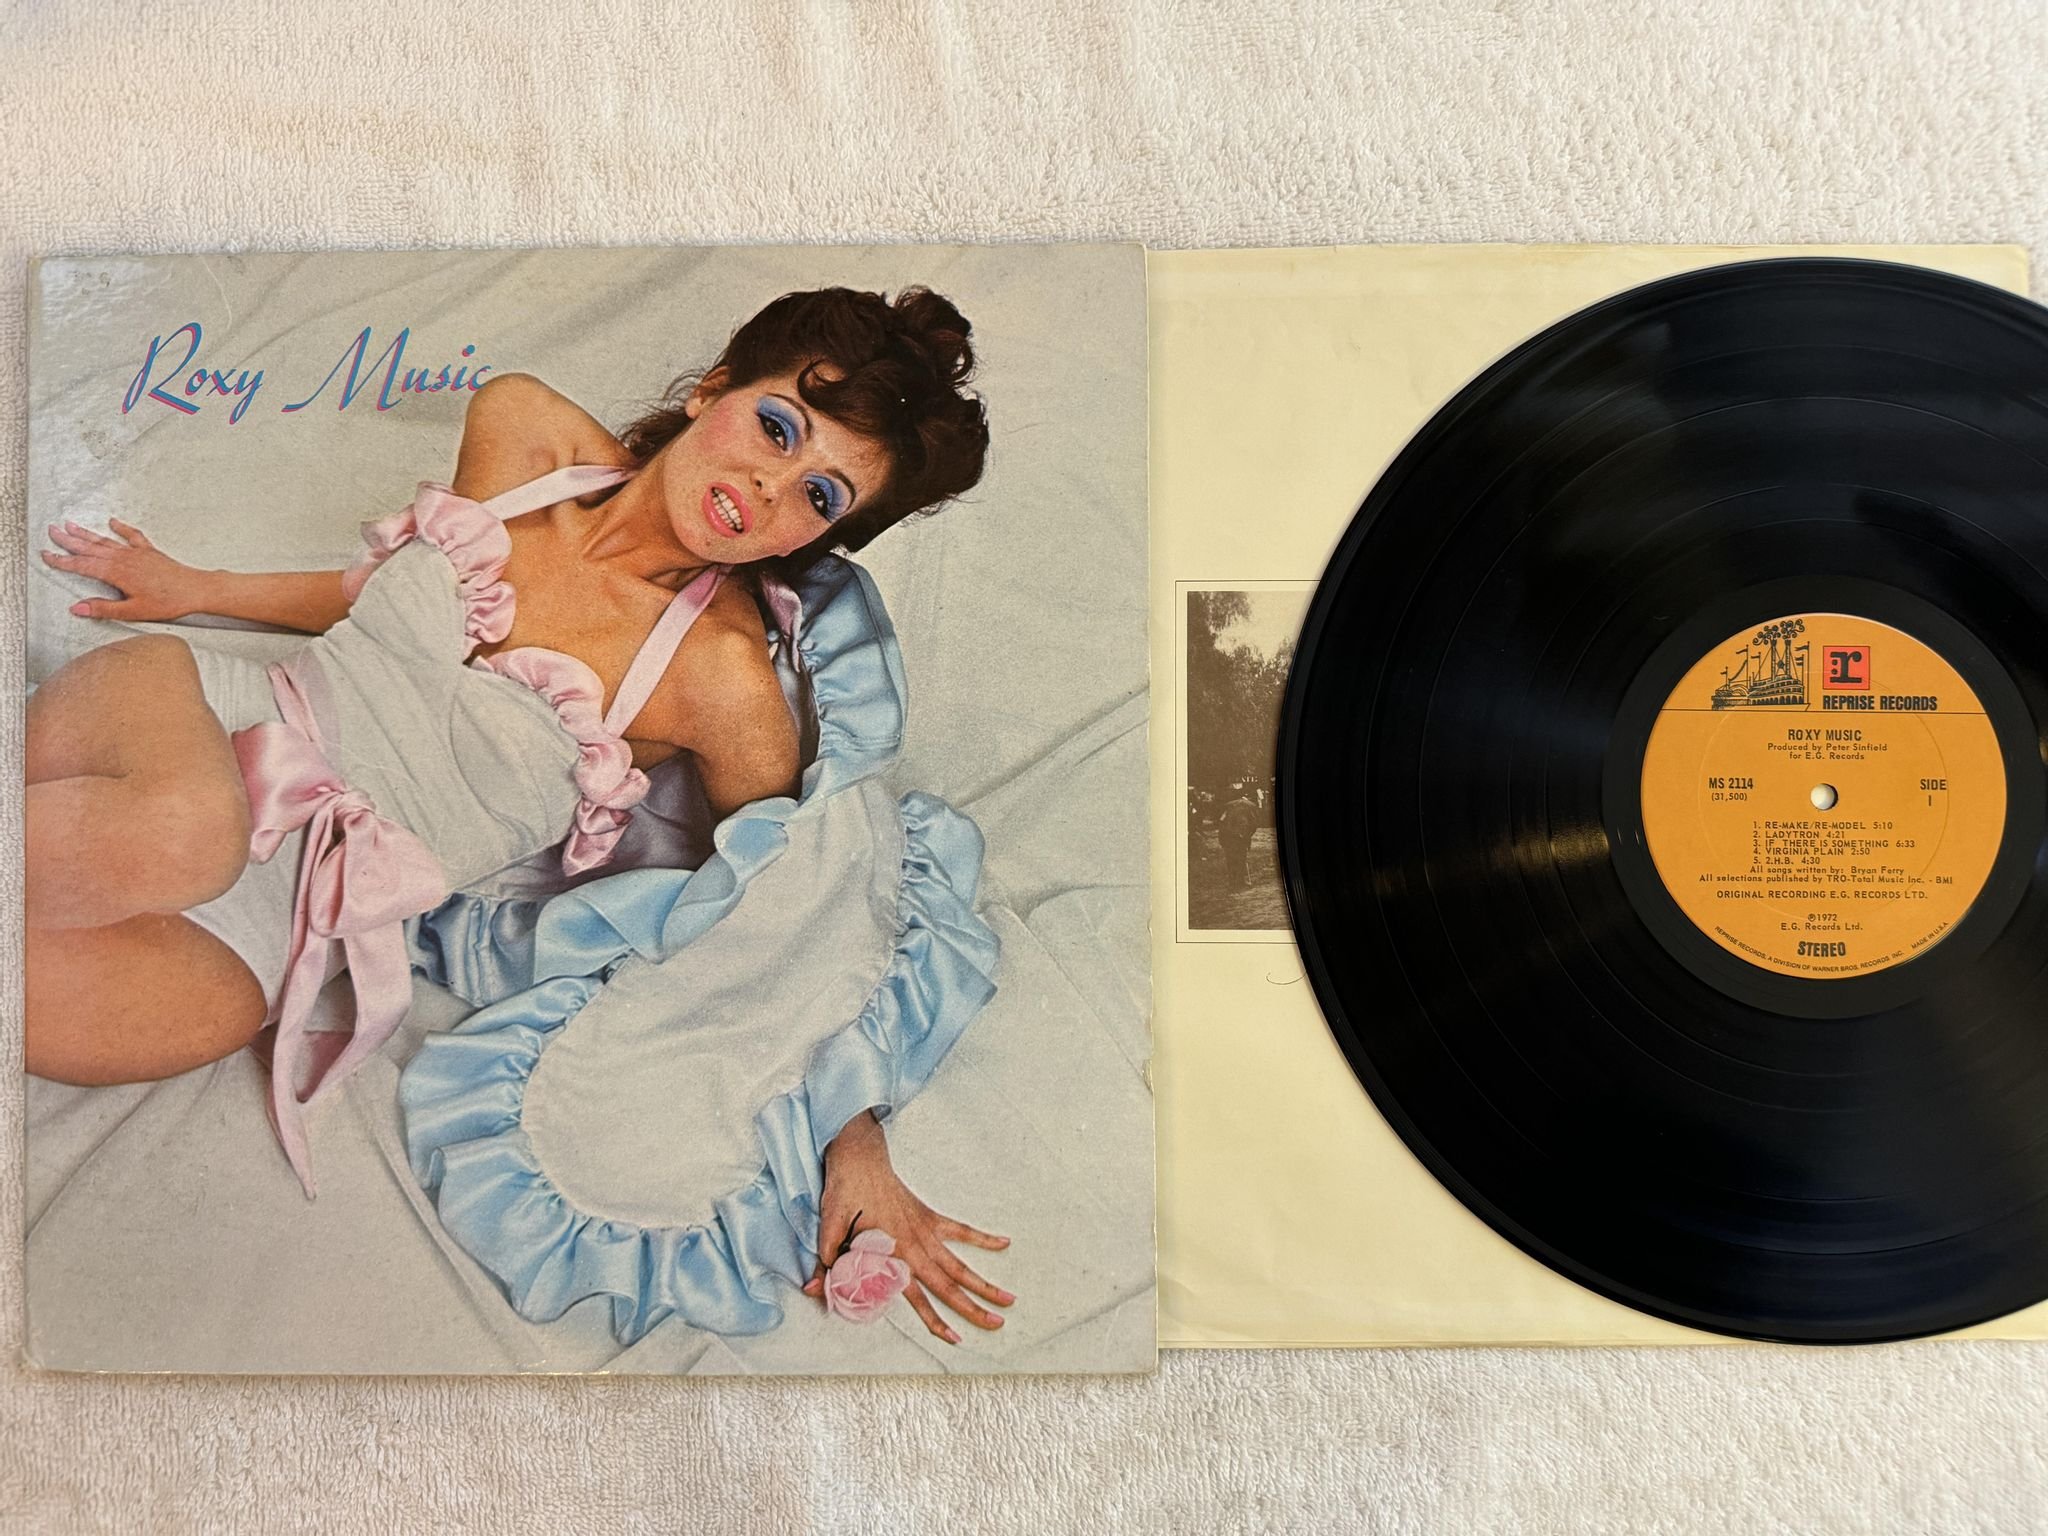 Roxy Music
r
REPRISE RECORDS
ROXY MUSIC
Produced by Peter Sinfield
for E.G. Records
MS 2114
(31,500)
SIDE
1
1. RE-MAKE/RE-MODEL 5:10
2. LADYTRON 4:21
3. IF THERE IS SOMETHING 6:33
4. VIRGINIA PLAIN 2:50
5. 2.H.B. 4:30
All songs written by: Bryan Ferry
All selections published by TRO-Total Music Inc. - BMI
ORIGINAL RECORDING E.G. RECORDS LTD.
℗1972
E.G. Records Ltd.
STEREO
REPRISE RECORDS, A DIVISION OF WARNER BROS. RECORDS, INC. MADE IN U.S.A.